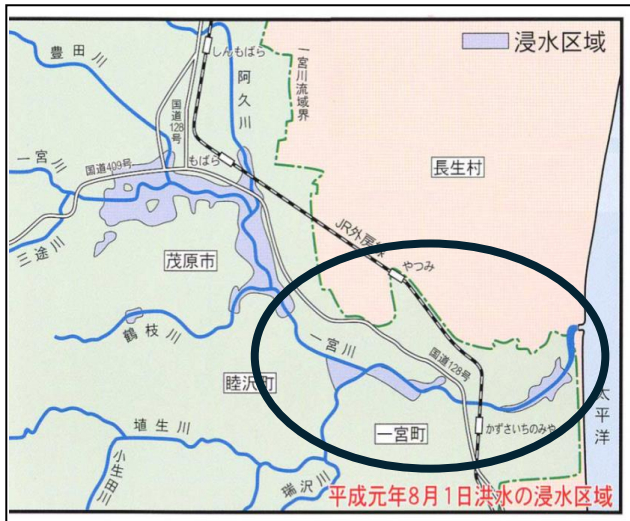 浸水区域
豊田川
しんもばら
阿久川
一宮川流域界
国道128号
一宮川
国道409号
もばら
長生村
三途川
茂原市
JR外房線
やつみ
鶴枝川
一宮川
国道128号
睦沢町
太平洋
埴生川
一宮町
かずさいちのみや
小生田川
瑞沢川
平成元年8月1日洪水の浸水区域